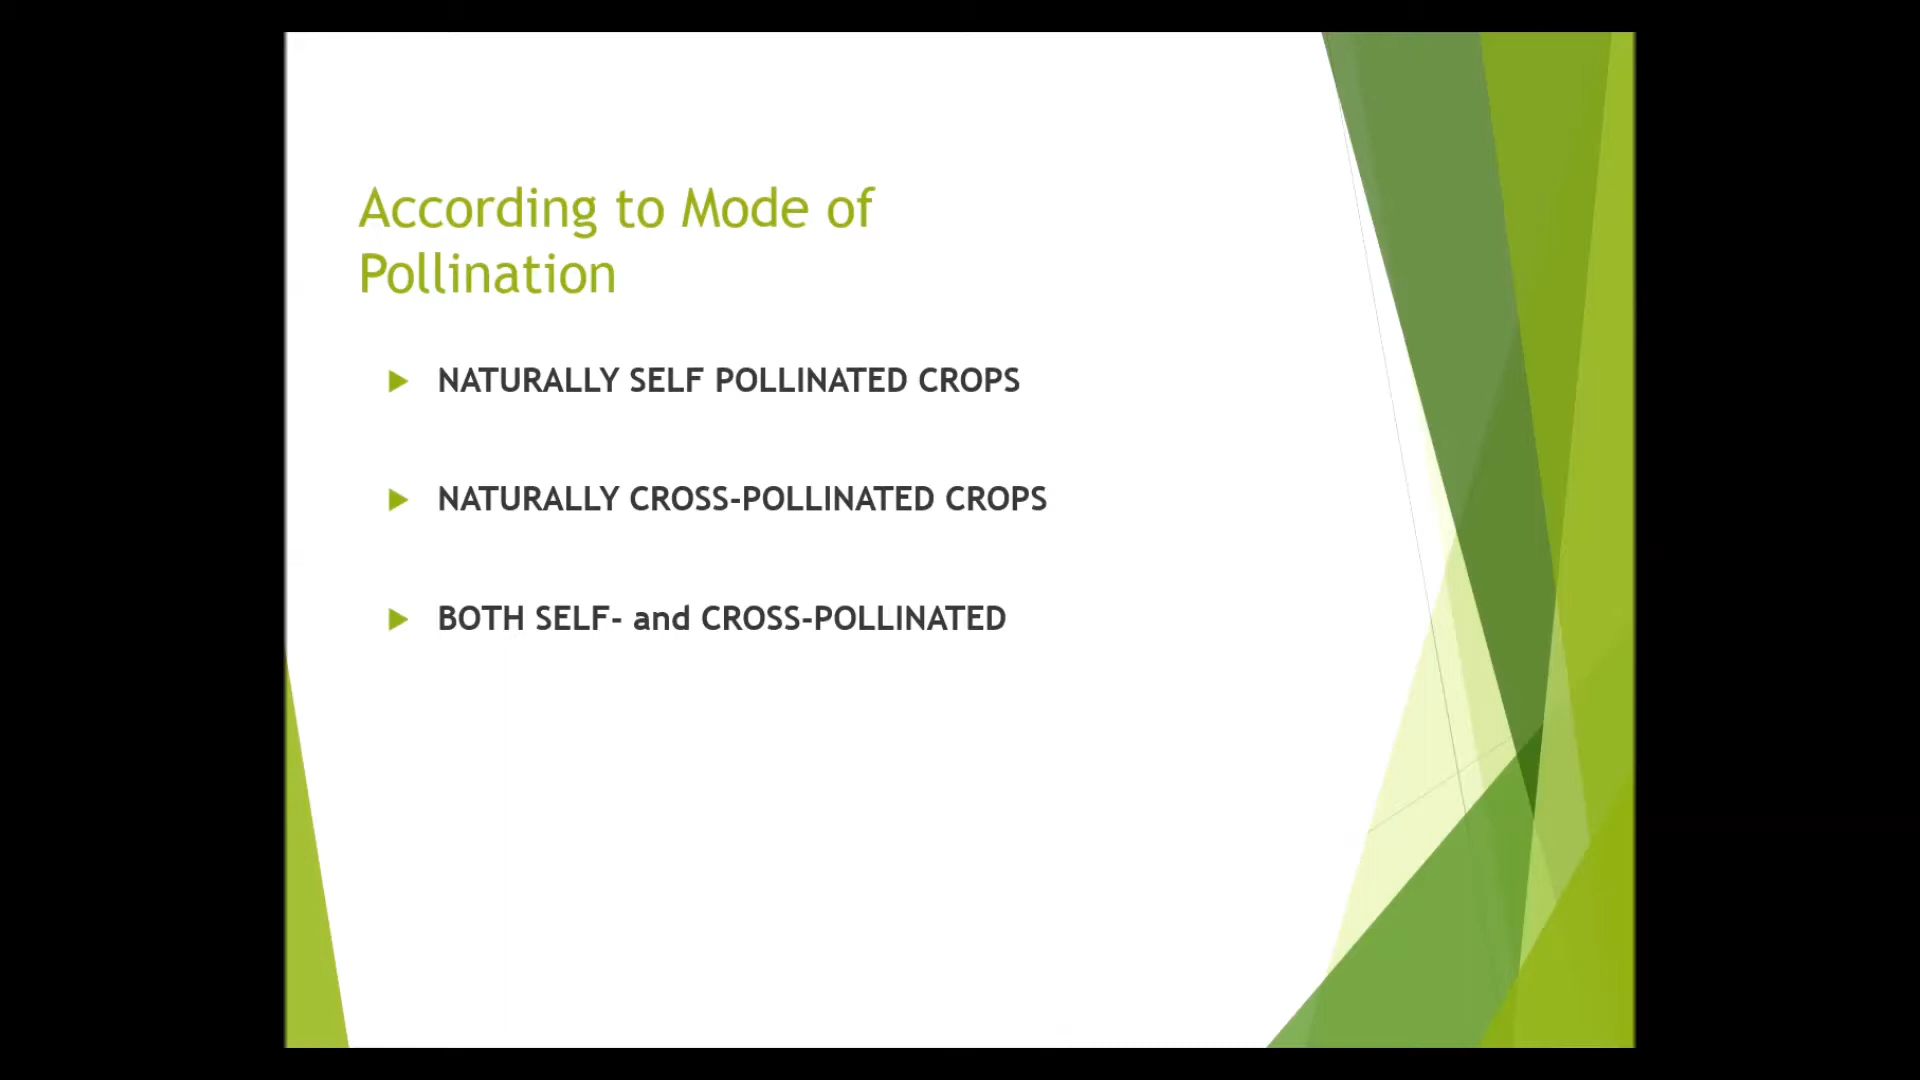 According to Mode of
Pollination
NATURALLY SELF POLLINATED CROPS
NATURALLY CROSS-POLLINATED CROPS
BOTH SELF- and CROSS-POLLINATED